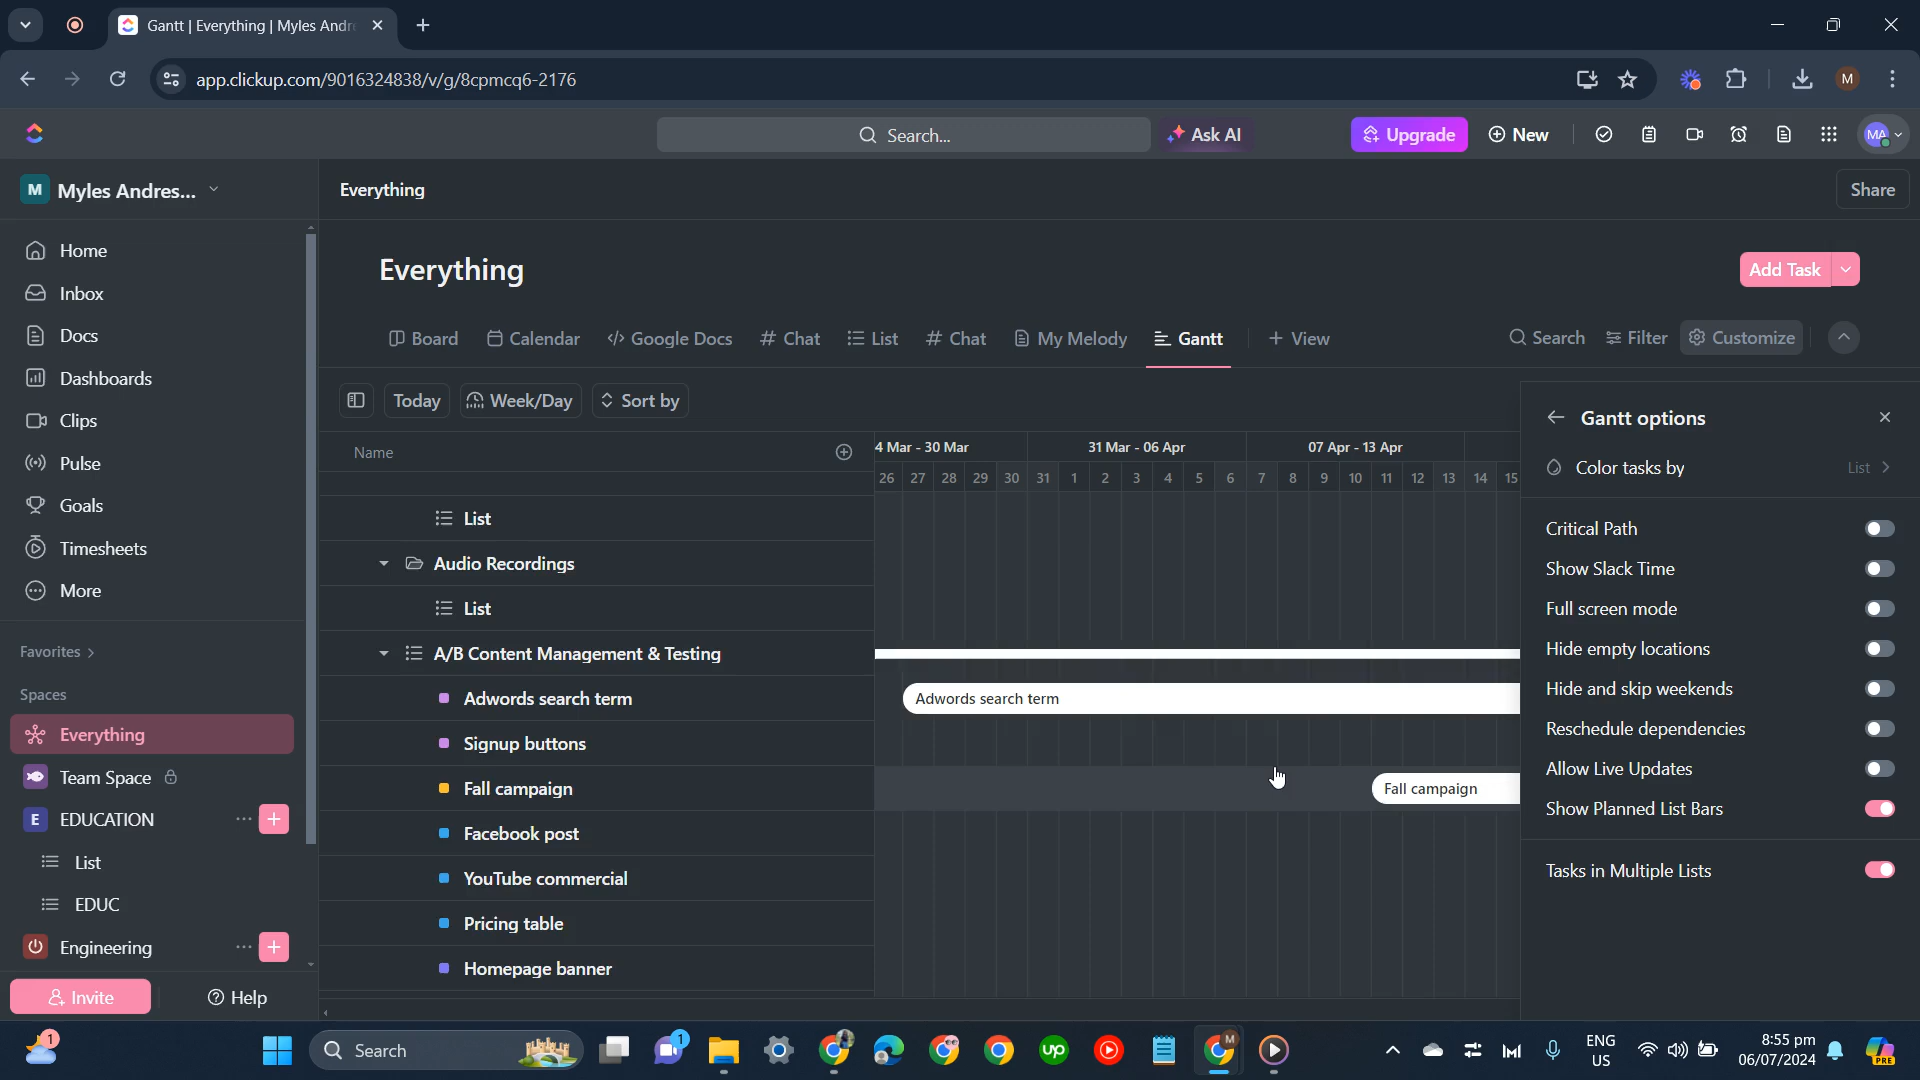 Gantt | Everything | Myles Andr
app.clickup.com/9016324838/v/g/8cpmcq6-2176
M
Search...
Ask AI
Upgrade
New
MA
M Myles Andres...
Everything
Share
Home
Inbox
Docs
Dashboards
Clips
Pulse
Goals
Timesheets
More
Favorites
Spaces
Everything
Team Space
E EDUCATION
List
EDUC
Engineering
Invite
Help
Everything
Add Task
Board
Calendar
Google Docs
Chat
List
Chat
My Melody
Gantt
View
Search
Filter
Customize
Today
Week/Day
Sort by
Name
4 Mar - 30 Mar
31 Mar - 06 Apr
07 Apr - 13 Apr
26 27 28 29 30 31 1 2 3 4 5 6 7 8 9 10 11 12 13 14 15
List
Audio Recordings
List
A/B Content Management & Testing
Adwords search term
Adwords search term
Signup buttons
Fall campaign
Fall campaign
Facebook post
YouTube commercial
Pricing table
Homepage banner
Gantt options
Color tasks by
List
Critical Path
Show Slack Time
Full screen mode
Hide empty locations
Hide and skip weekends
Reschedule dependencies
Allow Live Updates
Show Planned List Bars
Tasks in Multiple Lists
1
Search
1
up
M
ENG
US
8:55 pm
06/07/2024
PRE